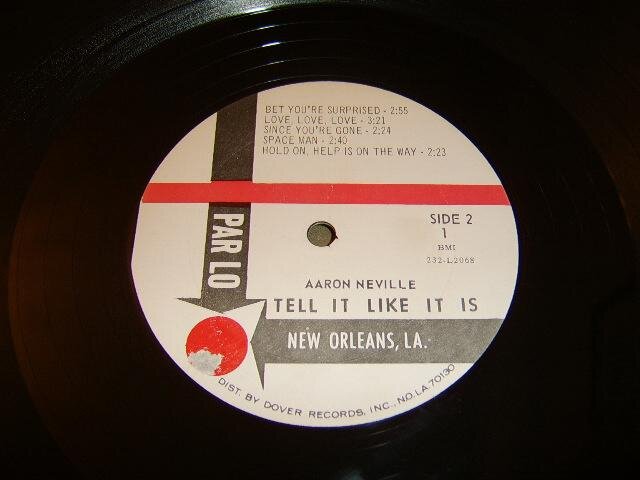 BET YOU'RE SURPRISED - 2:55
LOVE, LOVE, LOVE - 3:21
SINCE YOU'RE GONE - 2:24
SPACE MAN - 2:40
HOLD ON, HELP IS ON THE WAY - 2:23
PAR LO
SIDE 2
1
BMI
232-L2068
AARON NEVILLE
TELL IT LIKE IT IS
NEW ORLEANS, LA.
DIST. BY DOVER RECORDS, INC., N.O. LA. 70130